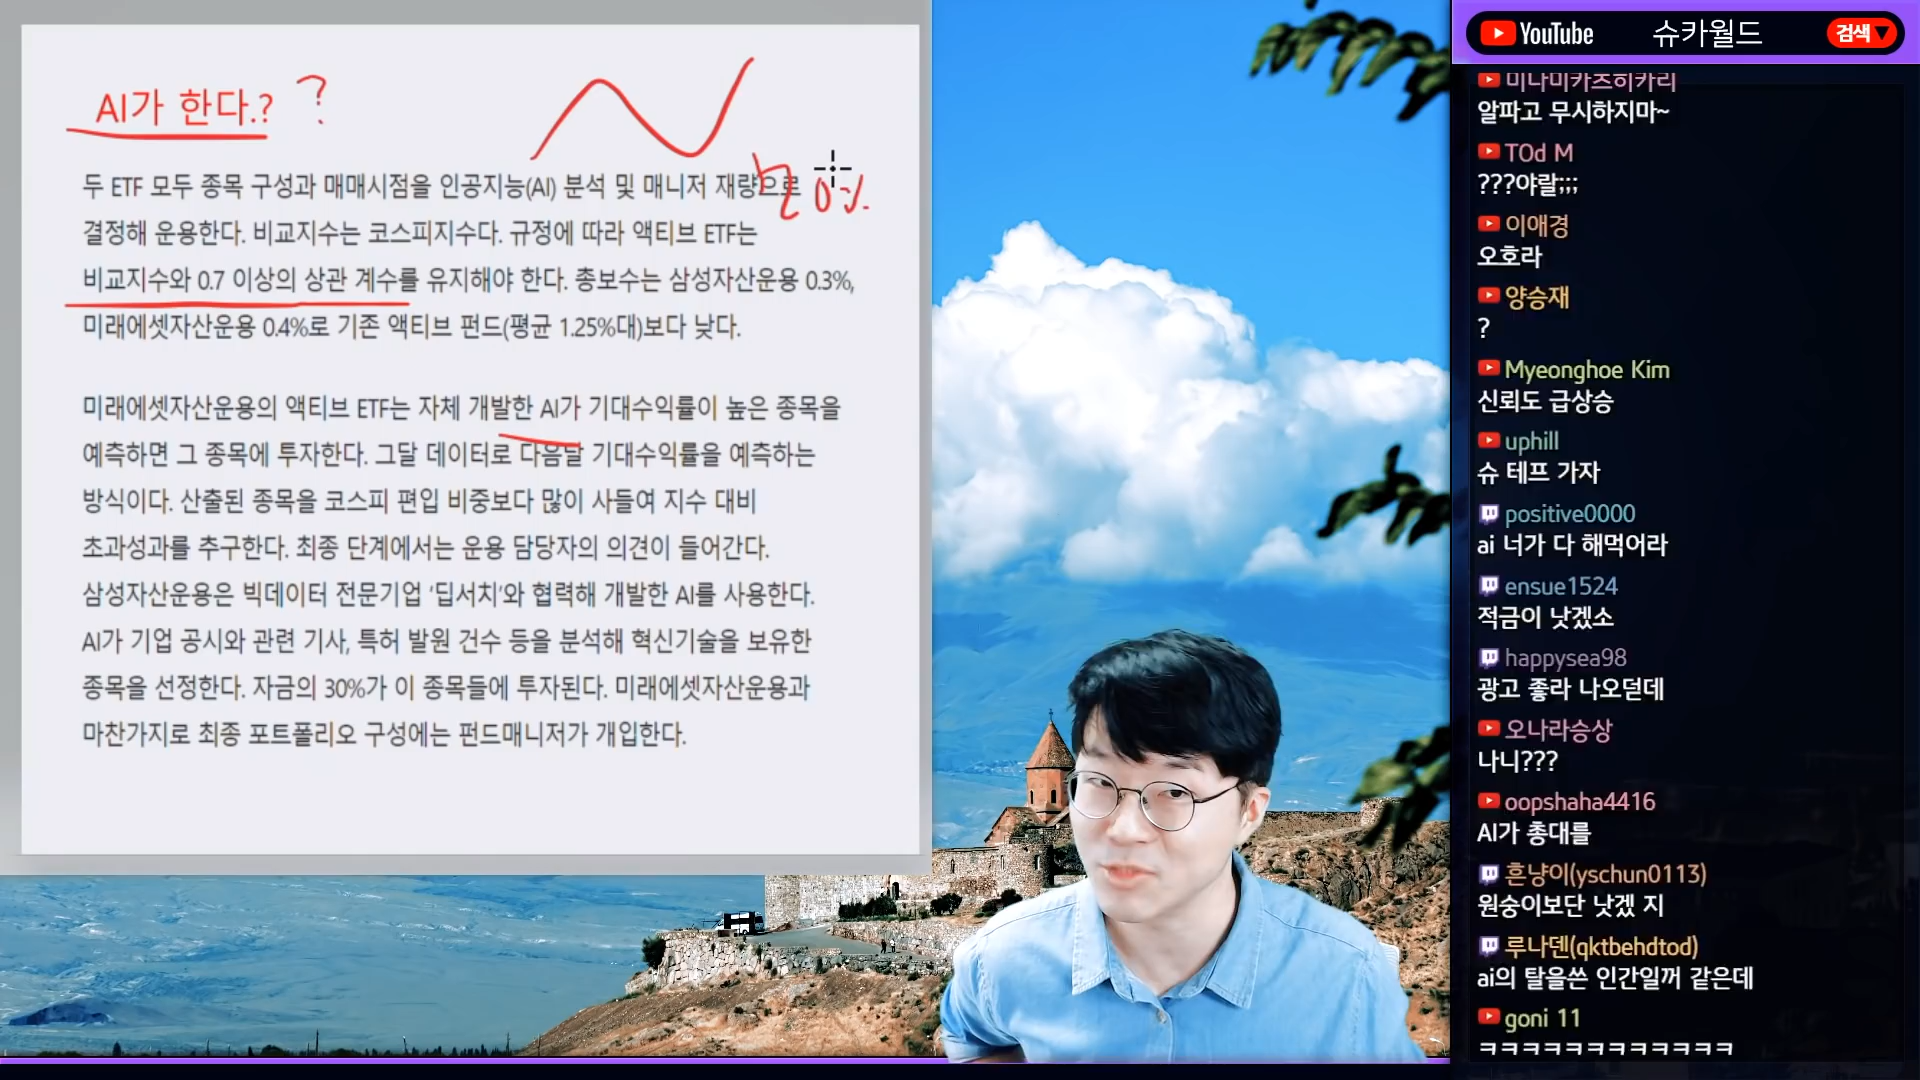 AI가 한다.? ?
두 ETF 모두 종목 구성과 매매시점을 인공지능(AI) 분석 및 매니저 재량으로
결정해 운용한다. 비교지수는 코스피지수다. 규정에 따라 액티브 ETF는
비교지수와 0.7 이상의 상관 계수를 유지해야 한다. 총보수는 삼성자산운용 0.3%,
미래에셋자산운용 0.4%로 기존 액티브 펀드(평균 1.25%대)보다 낮다.
미래에셋자산운용의 액티브 ETF는 자체 개발한 AI가 기대수익률이 높은 종목을
예측하면 그 종목에 투자한다. 그달 데이터로 다음달 기대수익률을 예측하는
방식이다. 산출된 종목을 코스피 편입 비중보다 많이 사들여 지수 대비
초과성과를 추구한다. 최종 단계에서는 운용 담당자의 의견이 들어간다.
삼성자산운용은 빅데이터 전문기업 ‘딥서치’와 협력해 개발한 AI를 사용한다.
AI가 기업 공시와 관련 기사, 특허 발원 건수 등을 분석해 혁신기술을 보유한
종목을 선정한다. 자금의 30%가 이 종목들에 투자된다. 미래에셋자산운용과
마찬가지로 최종 포트폴리오 구성에는 펀드매니저가 개입한다.
YouTube 슈카월드 검색▼
미나미카즈히카리
알파고 무시하지마~
TOd M
???야랄;;;
이애경
오호라
양승재
?
Myeonghoe Kim
신뢰도 급상승
uphill
슈 테프 가자
positive0000
ai 너가 다 해먹어라
ensue1524
적금이 낫겠소
happysea98
광고 좋라 나오덛데
오나라승상
나니???
oopshaha4416
AI가 총대를
흔냥이(yschun0113)
원숭이보단 낫겠 지
루나덴(qktbehdtod)
ai의 탈을쓴 인간일꺼 같은데
goni 11
ㅋㅋㅋㅋㅋㅋㅋㅋㅋㅋㅋㅋ